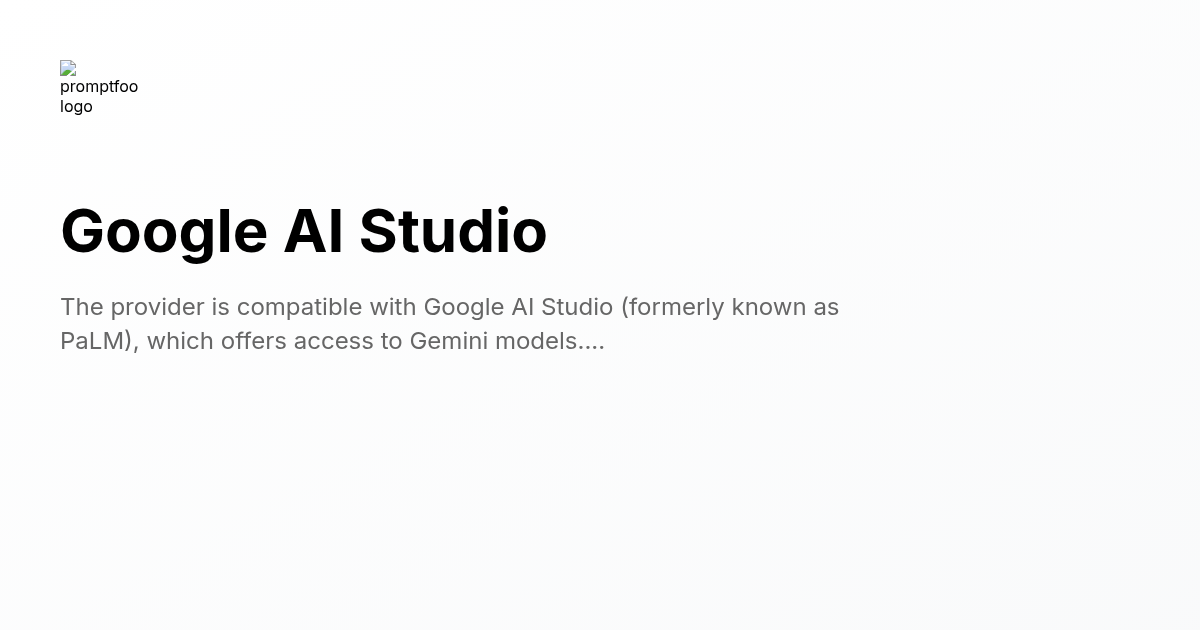 promptfoo
logo
Google AI Studio
The provider is compatible with Google AI Studio (formerly known as
PaLM), which offers access to Gemini models....